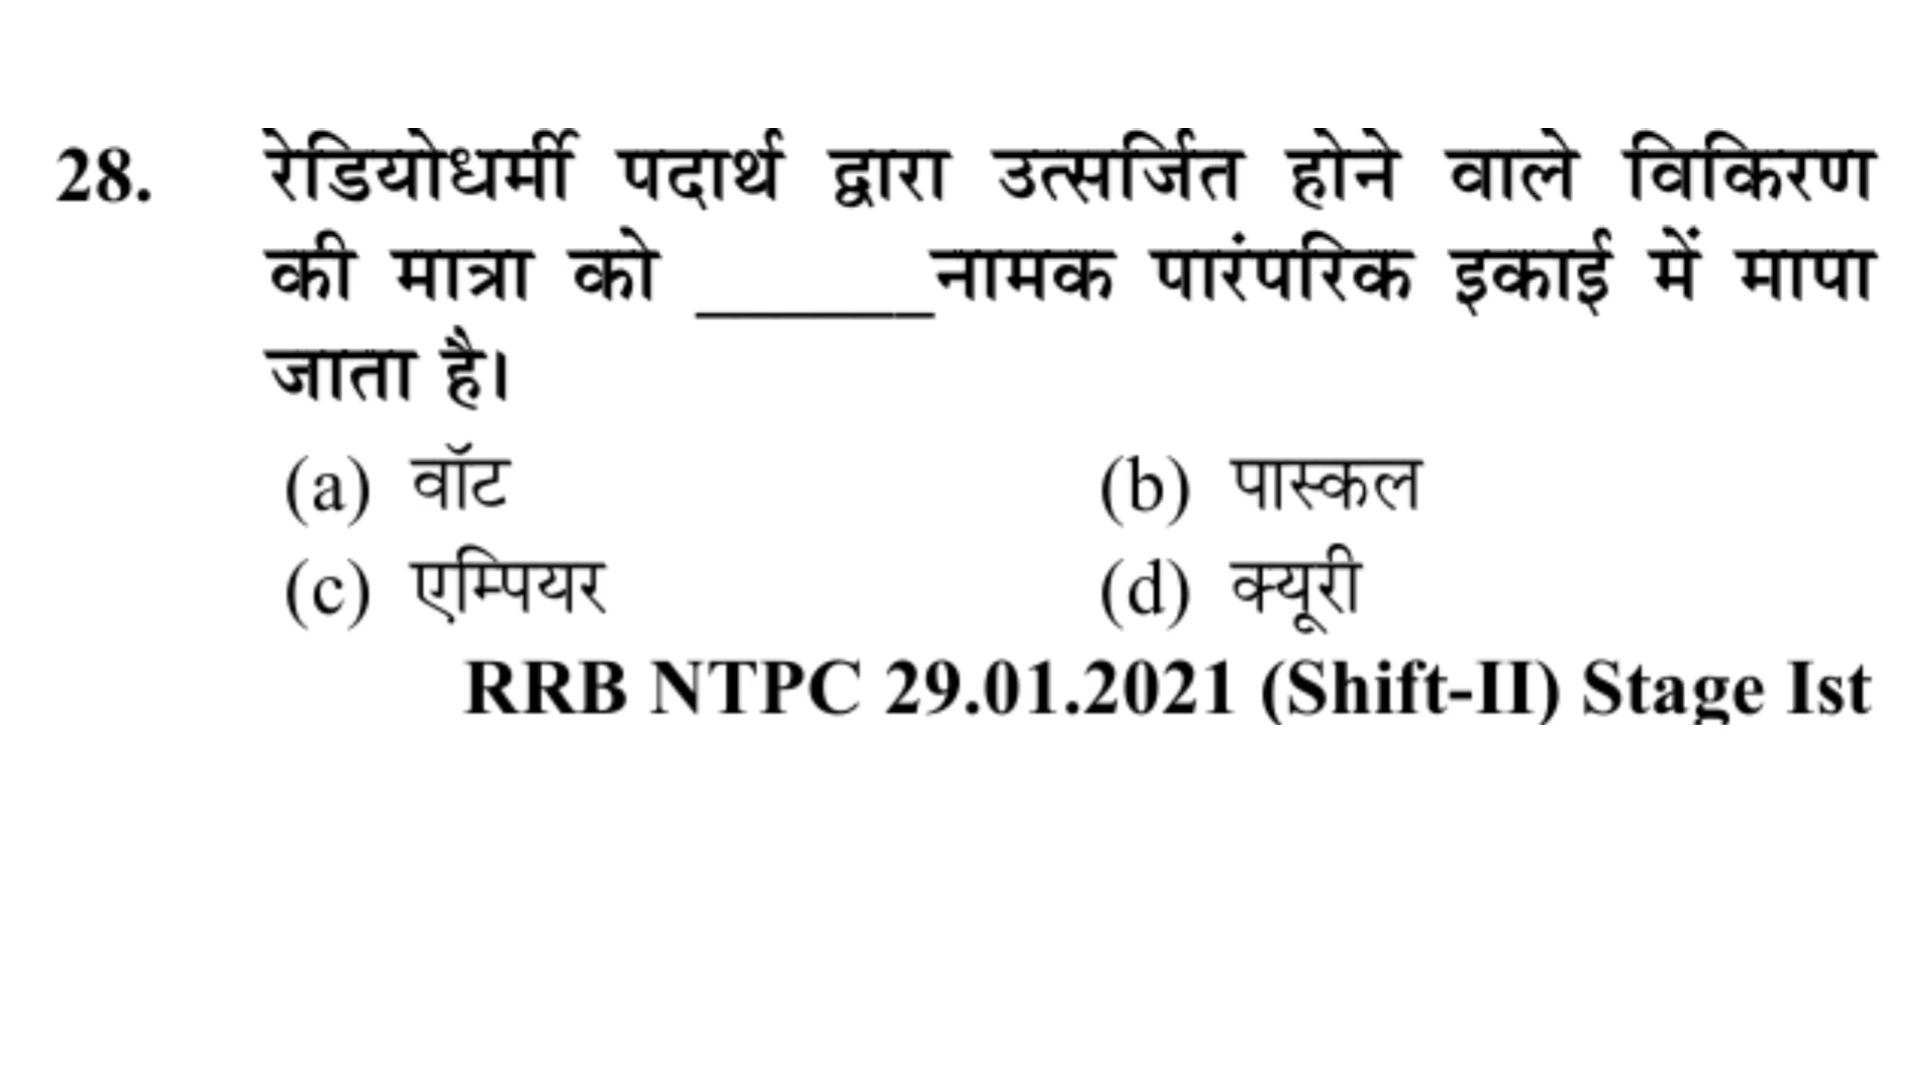 28. रेडियोधर्मी पदार्थ द्वारा उत्सर्जित होने वाले विकिरण
की मात्रा को ______नामक पारंपरिक इकाई में मापा
जाता है।
(a) वॉट (b) पास्कल
(c) एम्पियर (d) क्यूरी
RRB NTPC 29.01.2021 (Shift-II) Stage Ist